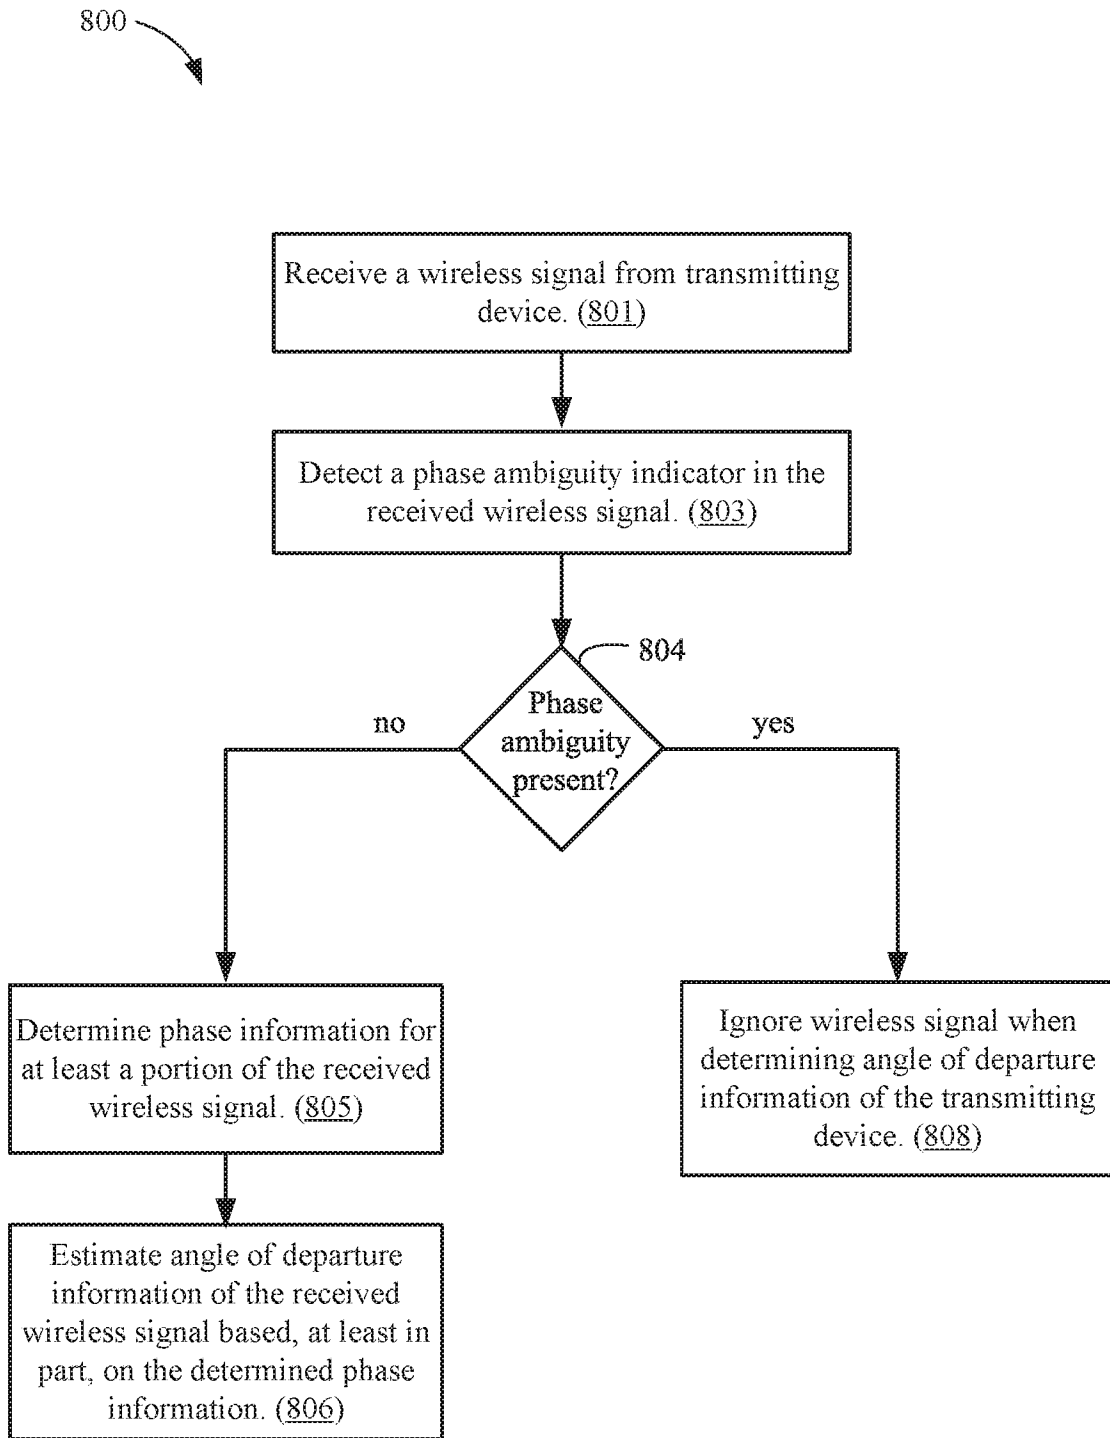 800
Receive a wireless signal from transmitting
device. (801)
Detect a phase ambiguity indicator in the
received wireless signal. (803)
804
Phase
ambiguity
present?
no
yes
Determine phase information for
at least a portion of the received
wireless signal. (805)
Ignore wireless signal when
determining angle of departure
information of the transmitting
device. (808)
Estimate angle of departure
information of the received
wireless signal based, at least in
part, on the determined phase
information. (806)